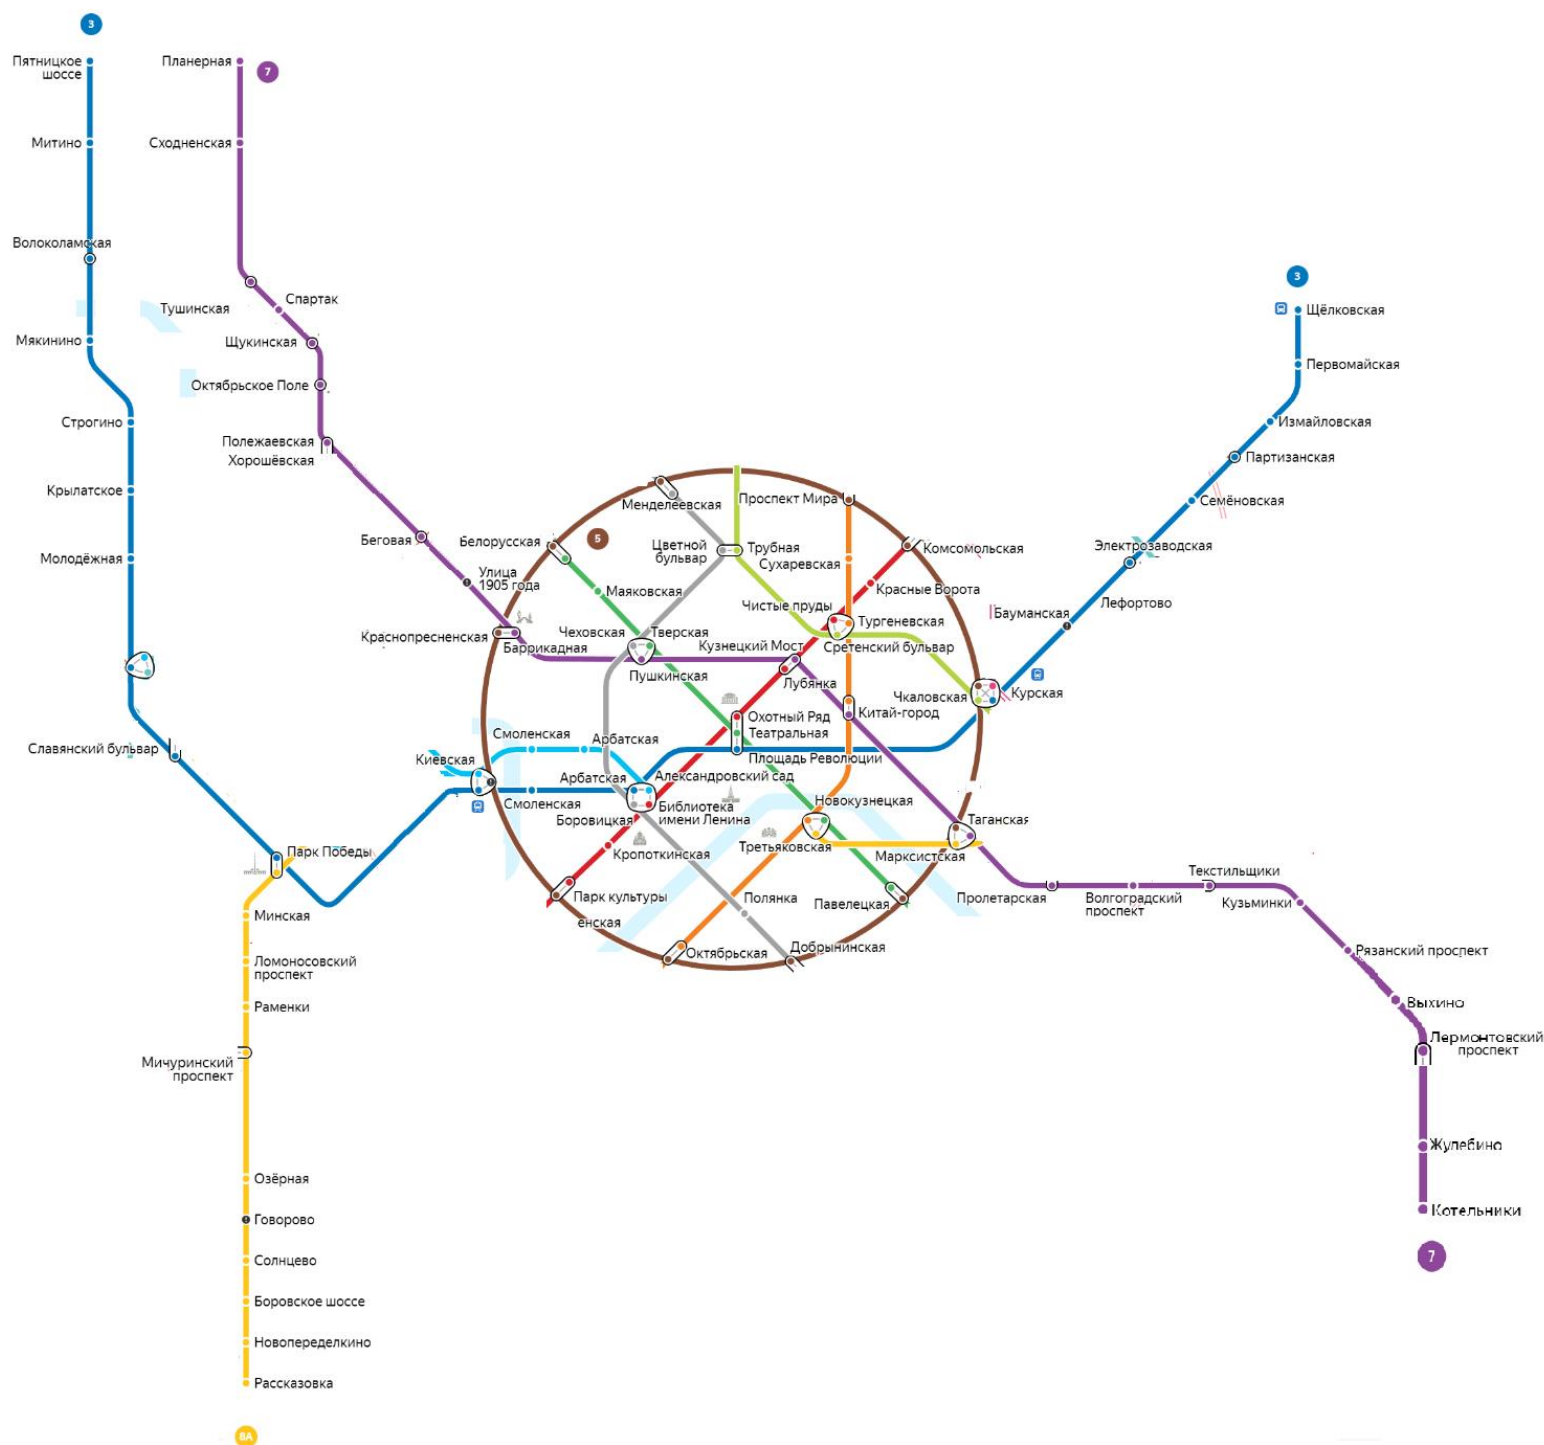 3
Пятницкое
шоссе
Планерная
7
Митино
Сходненская
Волоколамская
3
Тушинская
Спартак
Щёлковская
Мякинино
Щукинская
Первомайская
Октябрьское Поле
Строгино
Измайловская
Полежаевская
Хорошёвская
Партизанская
Крылатское
Менделеевская
Проспект Мира
Семёновская
Беговая
Белорусская
5
Цветной
бульвар
Трубная
Сухаревская
Комсомольская
Электрозаводская
Молодёжная
Улица
1905 года
Маяковская
Красные Ворота
Чистые пруды
Тургеневская
Бауманская
Лефортово
Краснопресненская
Баррикадная
Чеховская
Тверская
Кузнецкий Мост
Сретенский бульвар
Пушкинская
Лубянка
Чкаловская
Курская
Китай-город
Охотный Ряд
Театральная
Площадь Революции
Славянский бульвар
Смоленская
Арбатская
Киевская
Арбатская
Александровский сад
Смоленская
Библиотека
имени Ленина
Боровицкая
Новокузнецкая
Таганская
Парк Победы
Кропоткинская
Третьяковская
Марксистская
Парк культуры
Полянка
Павелецкая
Пролетарская
Волгоградский
проспект
Текстильщики
Кузьминки
Минская
енская
Октябрьская
Добрынинская
Рязанский проспект
Ломоносовский
проспект
Раменки
Выхино
Мичуринский
проспект
Лермонтовский
проспект
Жулебино
Озёрная
Котельники
Говорово
Солнцево
7
Боровское шоссе
Новопеределкино
Рассказовка
8А